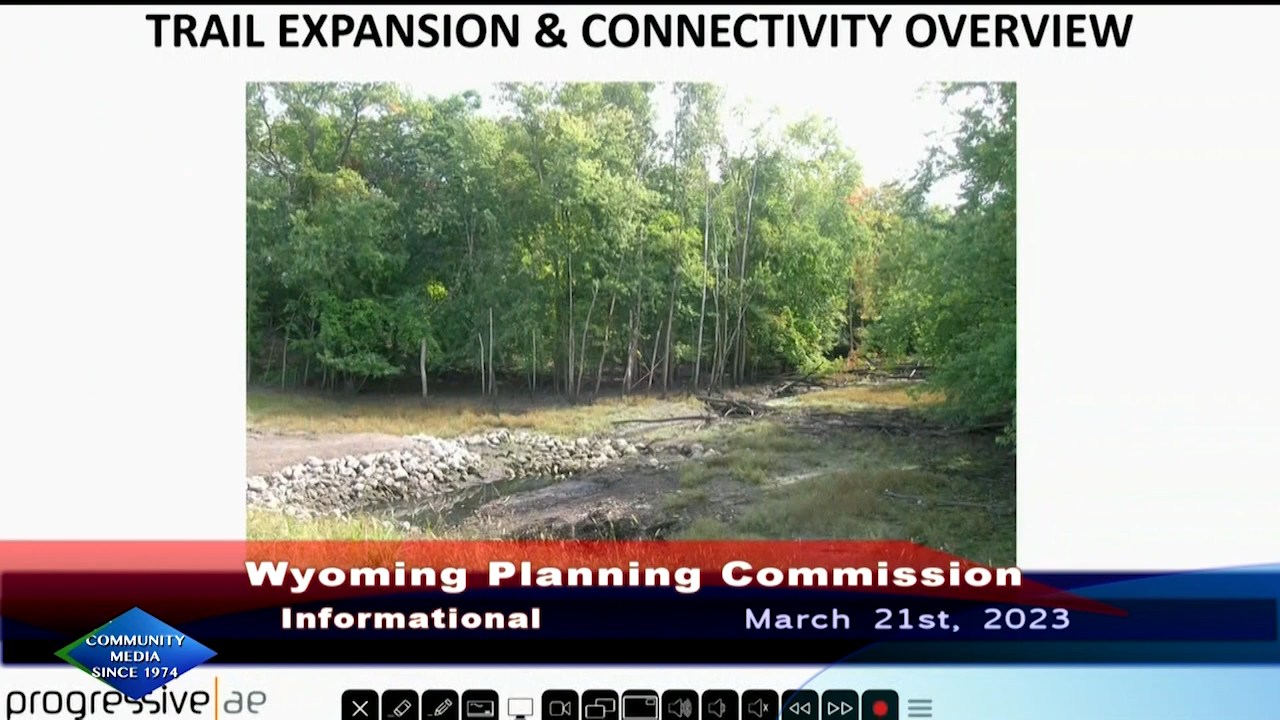 TRAIL EXPANSION & CONNECTIVITY OVERVIEW
Wyoming Planning Commission
Informational
March 21st, 2023
COMMUNITY
MEDIA
SINCE 1974
progressive|ae